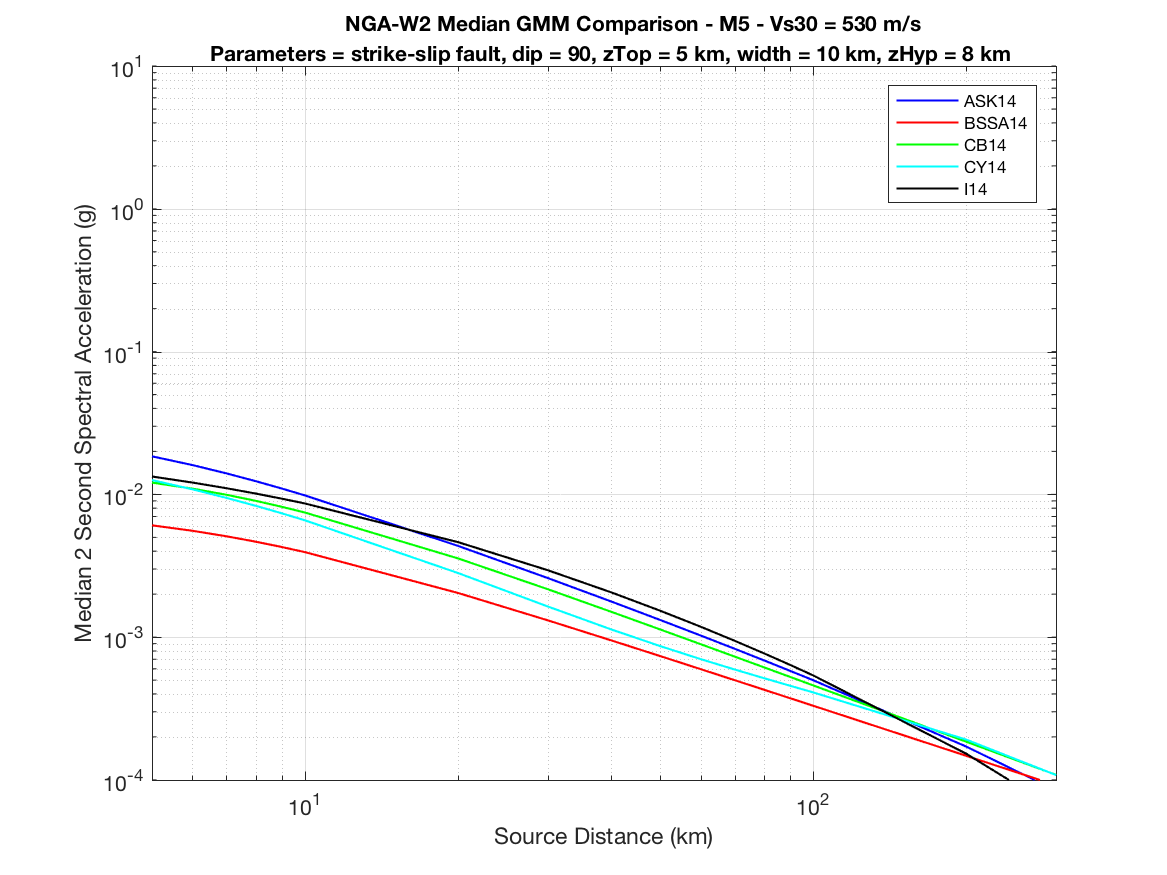 NGA-W2 Median GMM Comparison - M5 - Vs30 = 530 m/s
Parameters = strike-slip fault, dip = 90, zTop = 5 km, width = 10 km, zHyp = 8 km
10^1
10^0
10^-1
10^-2
10^-3
10^-4
Median 2 Second Spectral Acceleration (g)
ASK14
BSSA14
CB14
CY14
I14
10^1
10^2
Source Distance (km)